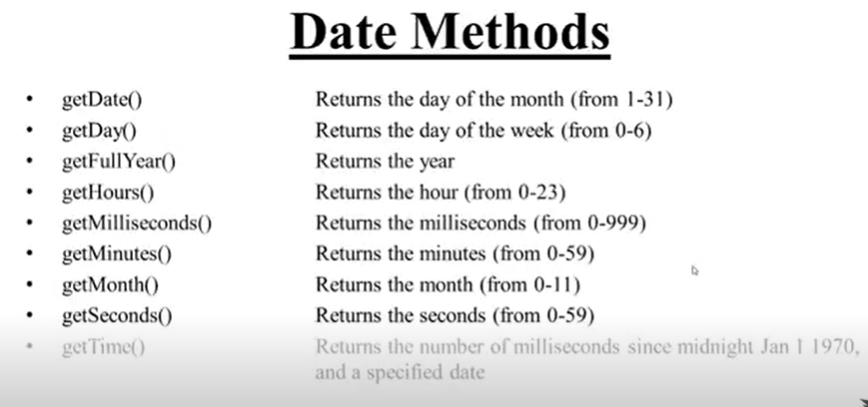 Date Methods
• getDate() Returns the day of the month (from 1-31)
• getDay() Returns the day of the week (from 0-6)
• getFullYear() Returns the year
• getHours() Returns the hour (from 0-23)
• getMilliseconds() Returns the milliseconds (from 0-999)
• getMinutes() Returns the minutes (from 0-59)
• getMonth() Returns the month (from 0-11)
• getSeconds() Returns the seconds (from 0-59)
• getTime() Returns the number of milliseconds since midnight Jan 1 1970,
and a specified date